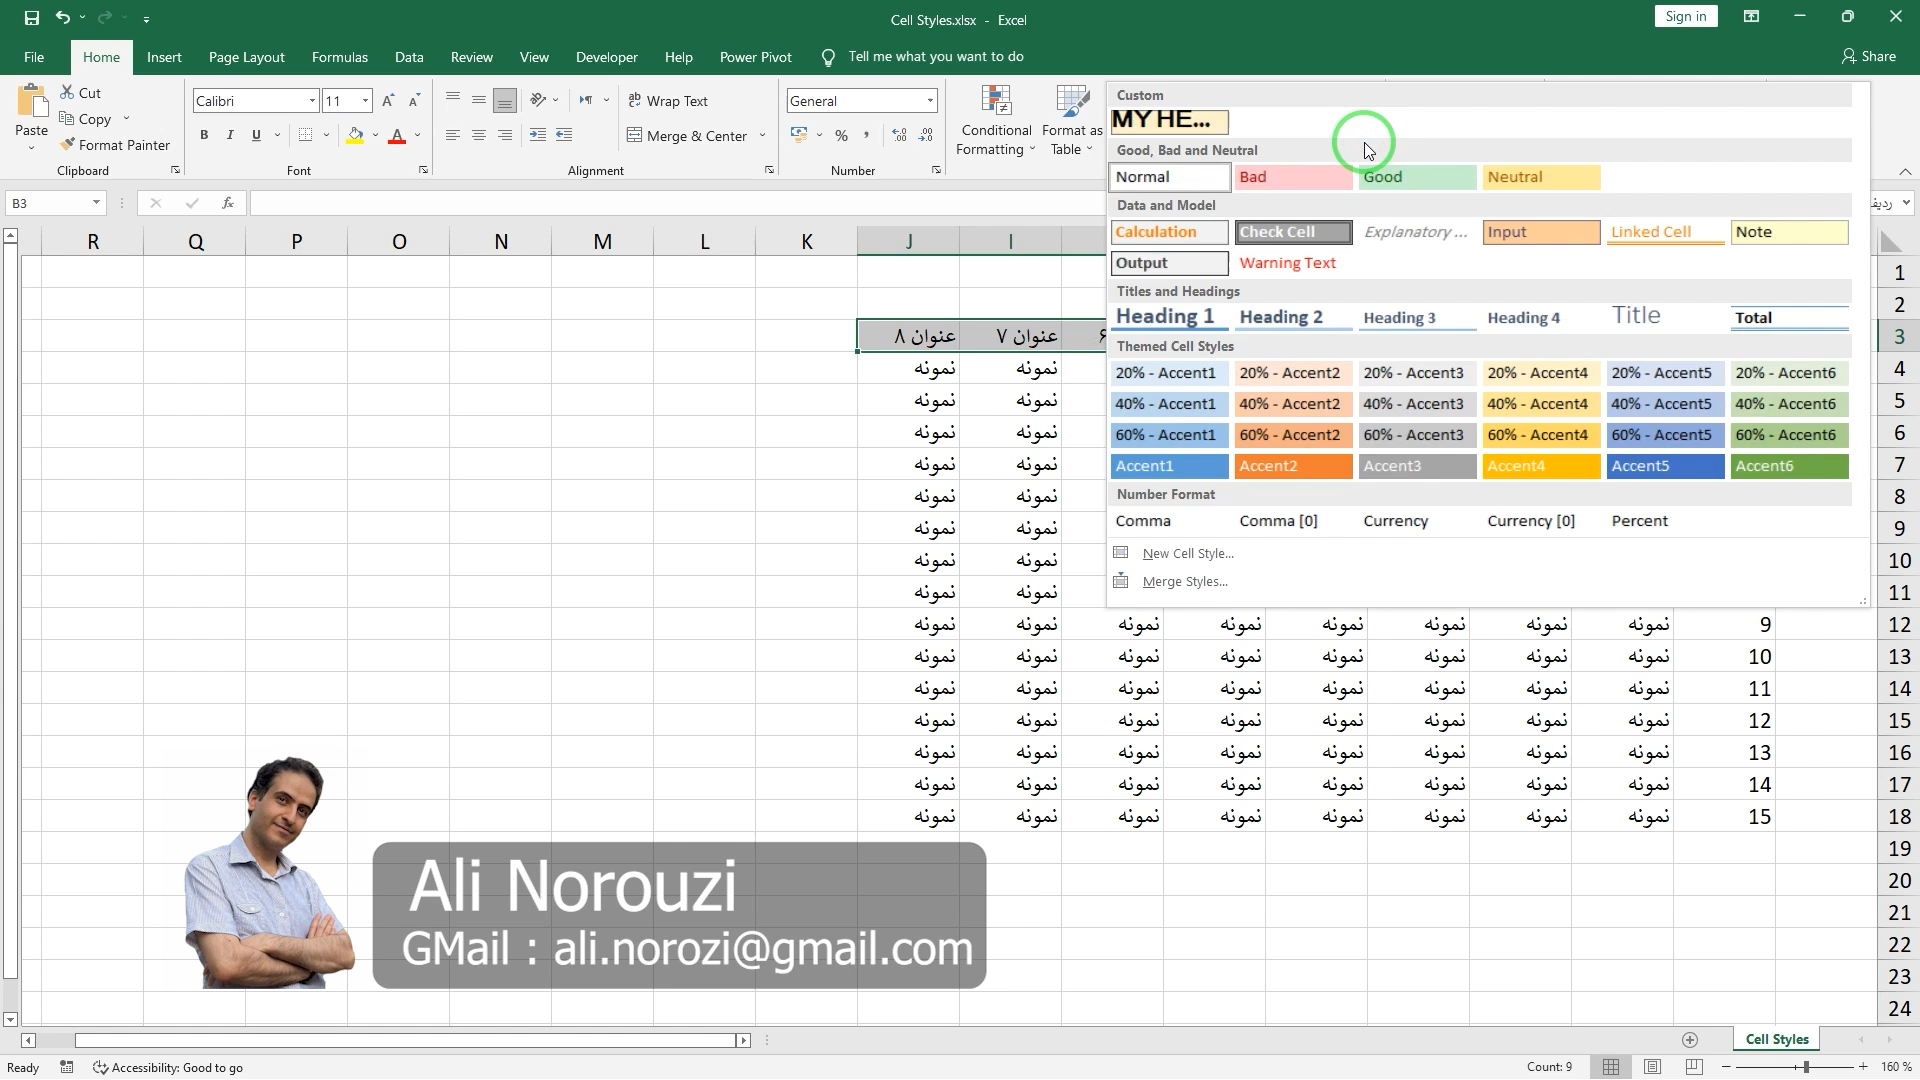 Cell Styles.xlsx - Excel
Sign in
File Home Insert Page Layout Formulas Data Review View Developer Help Power Pivot Tell me what you want to do
Share
Paste
Cut
Copy
Format Painter
Clipboard
Calibri 11
B I U
Font
Wrap Text
Merge & Center
Alignment
General
% ,
Number
Conditional Formatting
Format as Table
Custom
MY HE...
Good, Bad and Neutral
Normal Bad Good Neutral
Data and Model
Calculation Check Cell Explanatory ... Input Linked Cell Note
Output Warning Text
Titles and Headings
Heading 1 Heading 2 Heading 3 Heading 4 Title Total
Themed Cell Styles
20% - Accent1 20% - Accent2 20% - Accent3 20% - Accent4 20% - Accent5 20% - Accent6
40% - Accent1 40% - Accent2 40% - Accent3 40% - Accent4 40% - Accent5 40% - Accent6
60% - Accent1 60% - Accent2 60% - Accent3 60% - Accent4 60% - Accent5 60% - Accent6
Accent1 Accent2 Accent3 Accent4 Accent5 Accent6
Number Format
Comma Comma [0] Currency Currency [0] Percent
New Cell Style...
Merge Styles...
B3 fx ردیف
R Q P O N M L K J I
1
2
3 ۶ عنوان ۷ عنوان ۸
4 نمونه نمونه
5 نمونه نمونه
6 نمونه نمونه
7 نمونه نمونه
8 نمونه نمونه
9 نمونه نمونه
10 نمونه نمونه
11 نمونه نمونه
12 9 نمونه نمونه نمونه نمونه نمونه نمونه نمونه نمونه
13 10 نمونه نمونه نمونه نمونه نمونه نمونه نمونه نمونه
14 11 نمونه نمونه نمونه نمونه نمونه نمونه نمونه نمونه
15 12 نمونه نمونه نمونه نمونه نمونه نمونه نمونه نمونه
16 13 نمونه نمونه نمونه نمونه نمونه نمونه نمونه نمونه
17 14 نمونه نمونه نمونه نمونه نمونه نمونه نمونه نمونه
18 15 نمونه نمونه نمونه نمونه نمونه نمونه نمونه نمونه
19
20
21
22
23
24
Ali Norouzi
GMail : ali.norozi@gmail.com
Cell Styles
Ready Accessibility: Good to go Count: 9 160 %